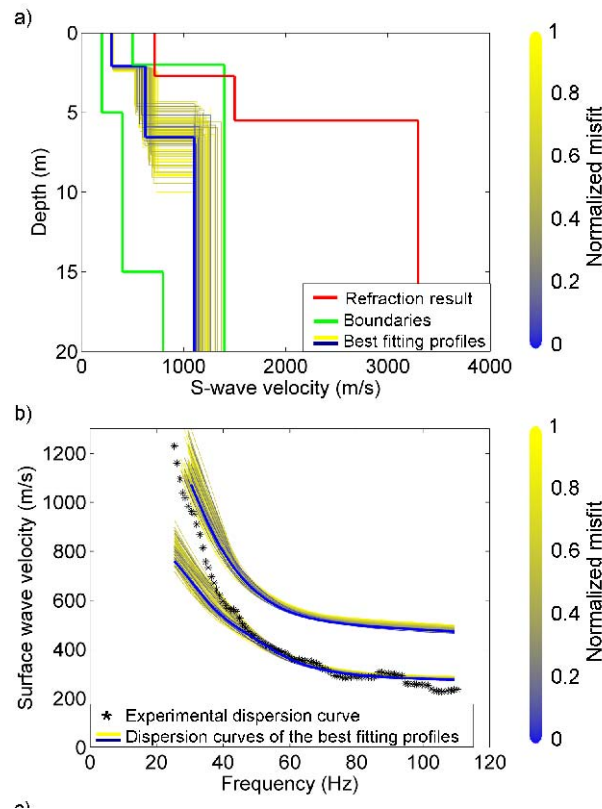 a)
0
5
10
15
20
Depth (m)
0
1000
2000
3000
4000
S-wave velocity (m/s)
Refraction result
Boundaries
Best fitting profiles
1
0.8
0.6
0.4
0.2
0
Normalized misfit
b)
1200
1000
800
600
400
200
0
Surface wave velocity (m/s)
0
20
40
60
80
100
120
Frequency (Hz)
Experimental dispersion curve
Dispersion curves of the best fitting profiles
1
0.8
0.6
0.4
0.2
0
Normalized misfit